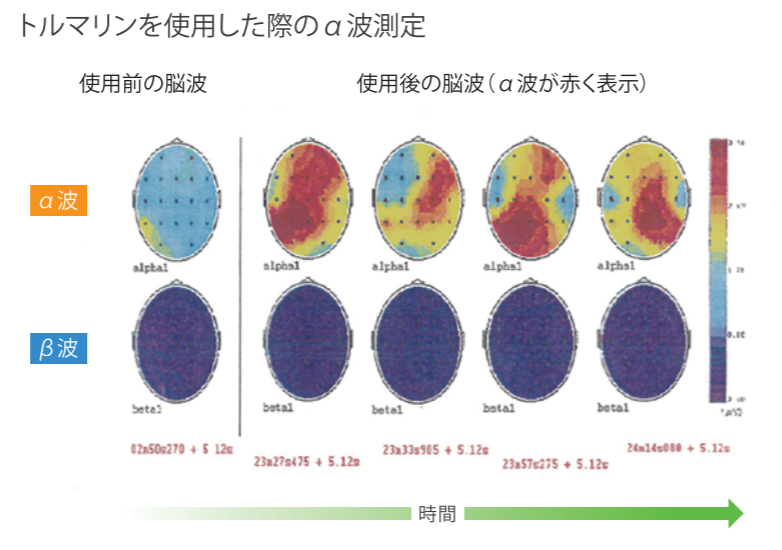 トルマリンを使用した際のα波測定
使用前の脳波
使用後の脳波（α波が赤く表示）
α波
alpha1 alpha1 alpha1 alpha1 alpha1
β波
beta1 beta1 beta1 beta1 beta1
02m50s270 + 5.12s
23m27s475 + 5.12s
23m33s905 + 5.12s
23m57s275 + 5.12s
24m14s080 + 5.12s
時間